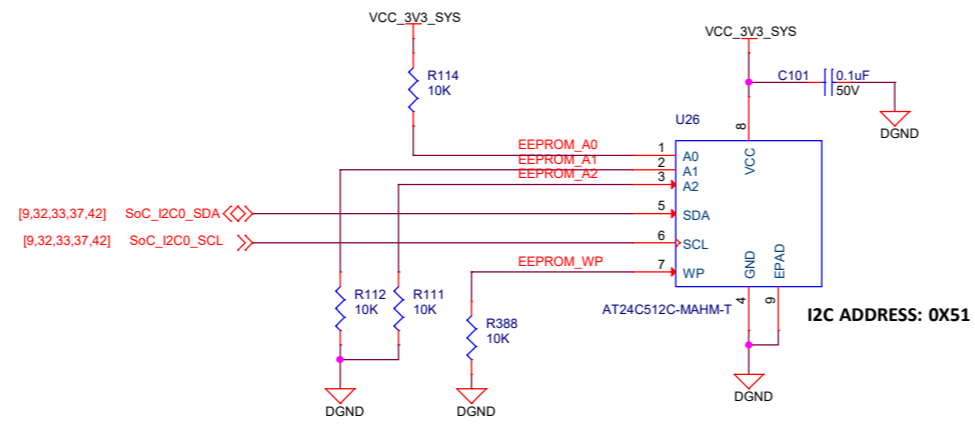 VCC_3V3_SYS
VCC_3V3_SYS
R114
10K
C101
0.1uF
50V
DGND
U26
8
VCC
EEPROM_A0
1
A0
EEPROM_A1
2
A1
EEPROM_A2
3
A2
[9,32,33,37,42] SoC_I2C0_SDA
5
SDA
[9,32,33,37,42] SoC_I2C0_SCL
6
SCL
EEPROM_WP
7
WP
GND
EPAD
4
9
R112
10K
R111
10K
R388
10K
AT24C512C-MAHM-T
I2C ADDRESS: 0X51
DGND
DGND
DGND